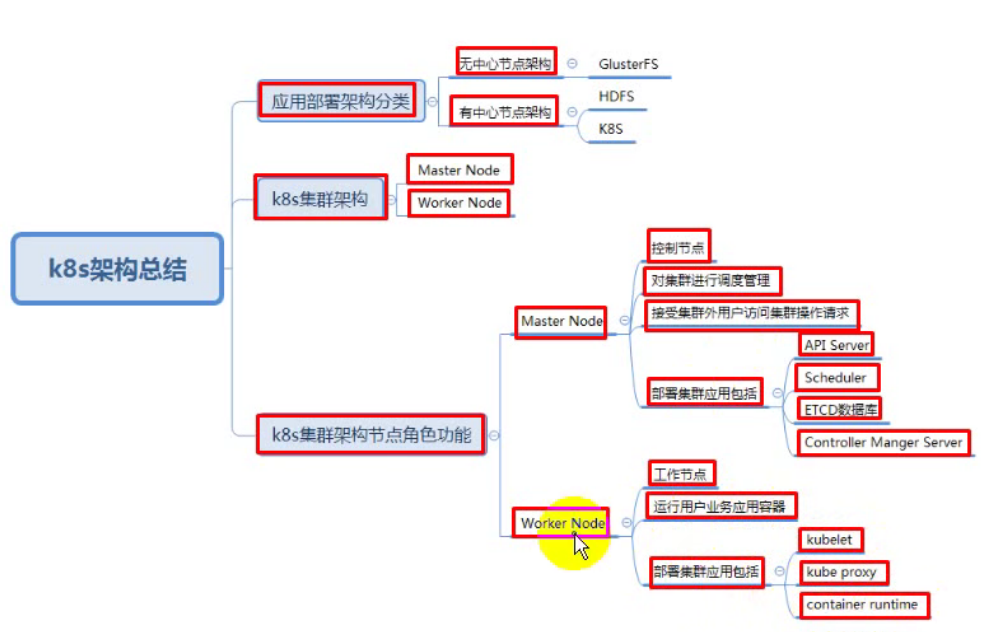 k8s架构总结
应用部署架构分类
无中心节点架构
GlusterFS
有中心节点架构
HDFS
K8S
k8s集群架构
Master Node
Worker Node
k8s集群架构节点角色功能
Master Node
控制节点
对集群进行调度管理
接受集群外用户访问集群操作请求
部署集群应用包括
API Server
Scheduler
ETCD数据库
Controller Manger Server
Worker Node
工作节点
运行用户业务应用容器
部署集群应用包括
kubelet
kube proxy
container runtime